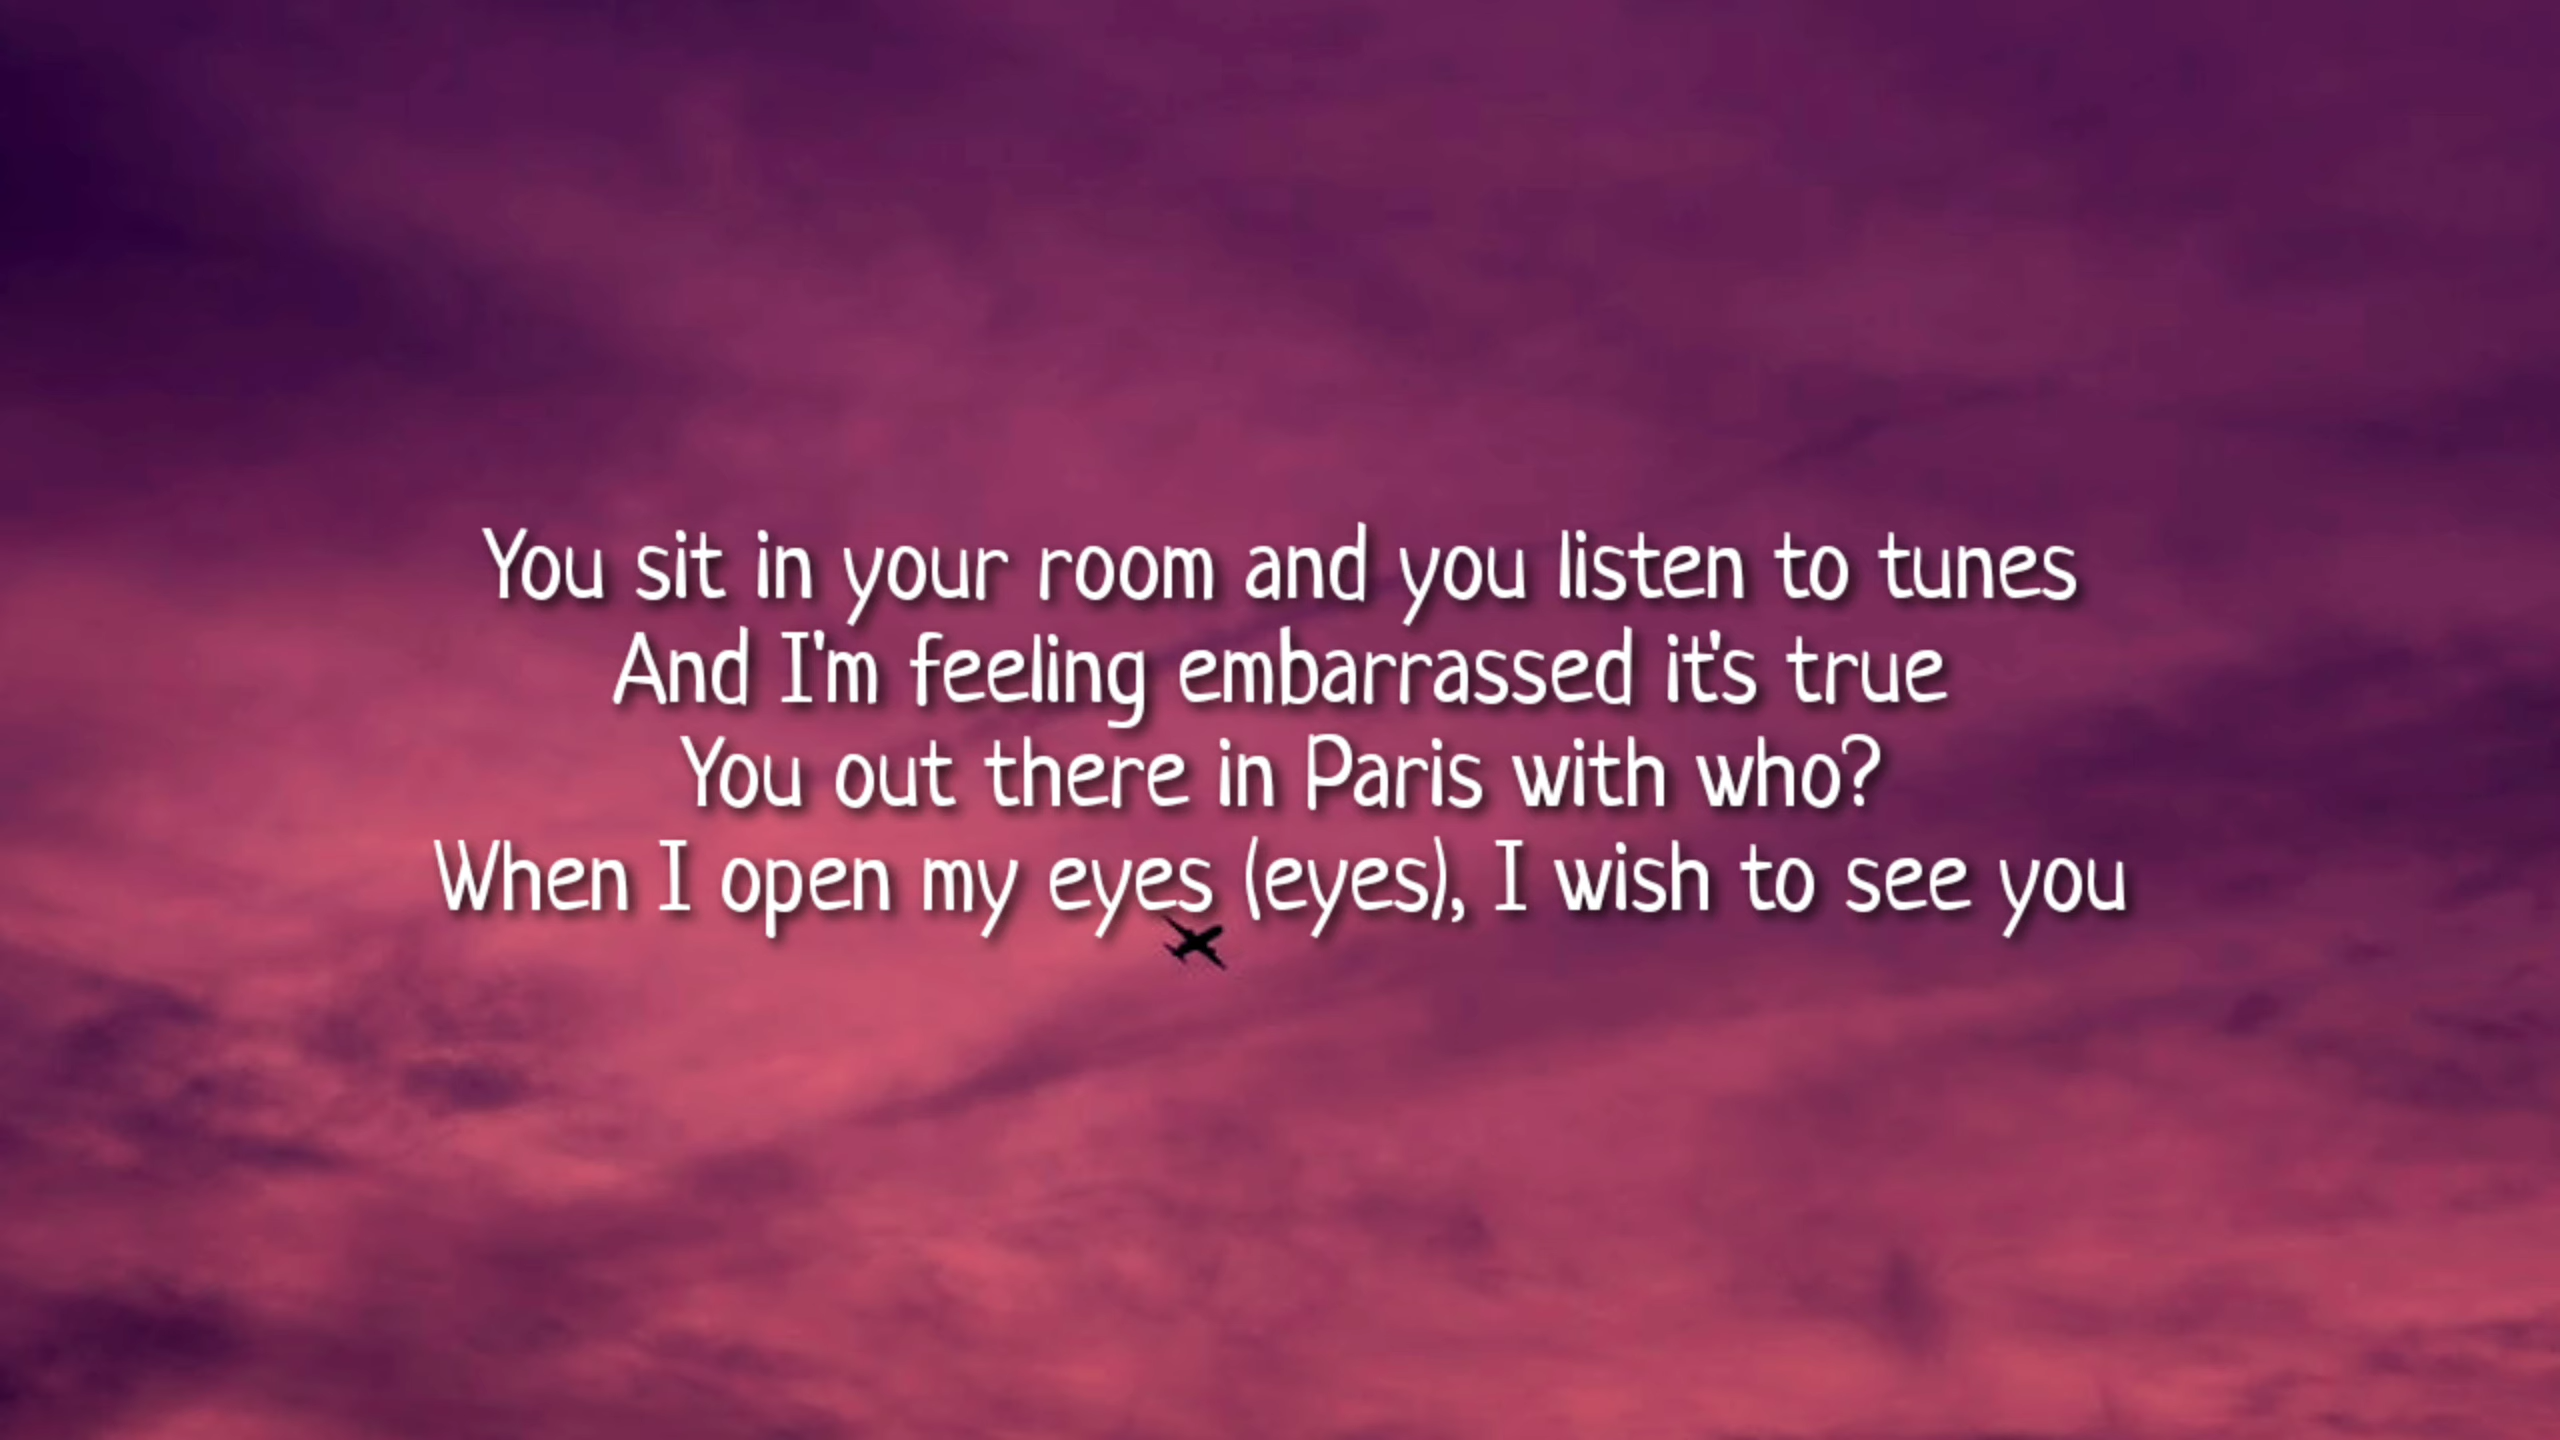 You sit in your room and you listen to tunes
And I'm feeling embarrassed it's true
You out there in Paris with who?
When I open my eyes (eyes), I wish to see you